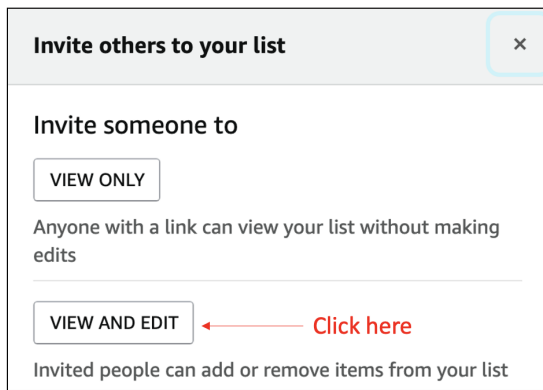 Invite others to your list
×
Invite someone to
VIEW ONLY
Anyone with a link can view your list without making
edits
VIEW AND EDIT
Click here
Invited people can add or remove items from your list